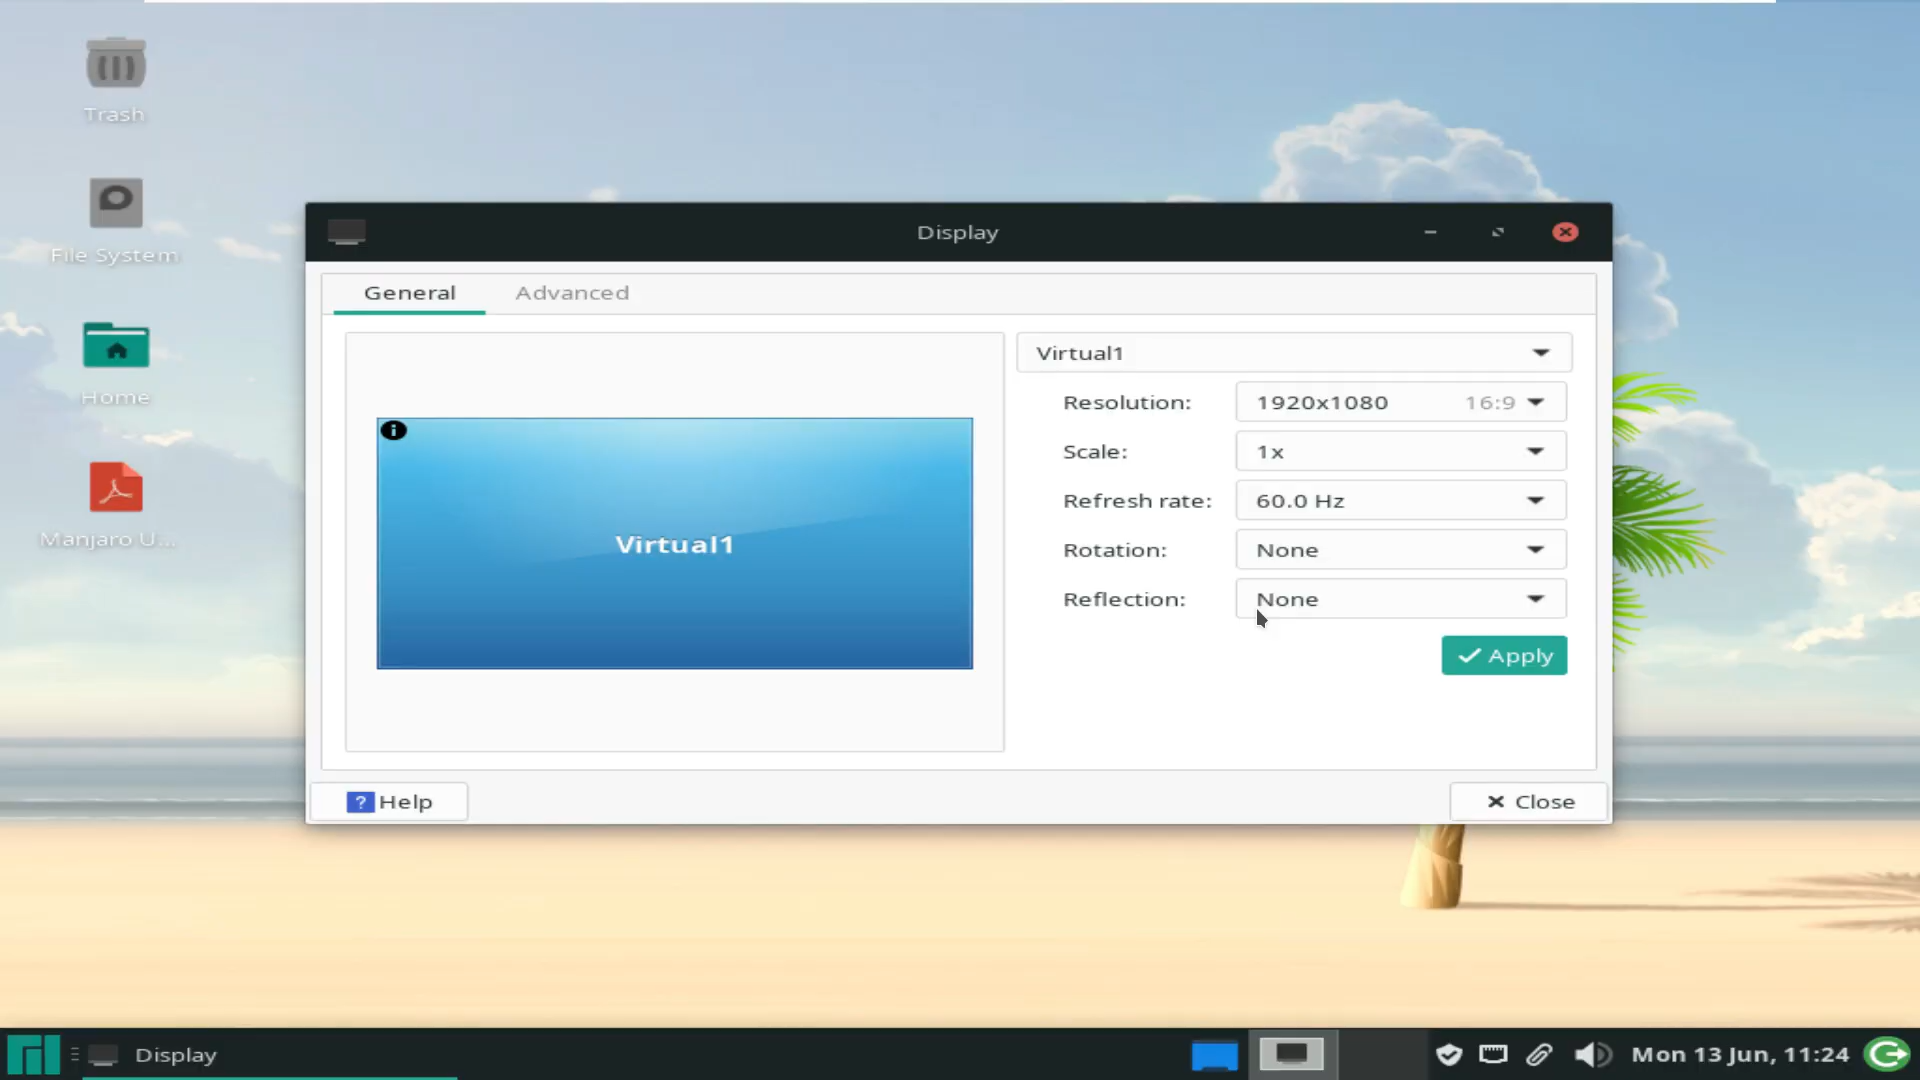 Trash
File System
Home
Manjaro U...
Display
General Advanced
Virtual1
Virtual1
Resolution: 1920x1080 16:9
Scale: 1x
Refresh rate: 60.0 Hz
Rotation: None
Reflection: None
Apply
? Help
Close
Display
Mon 13 Jun, 11:24